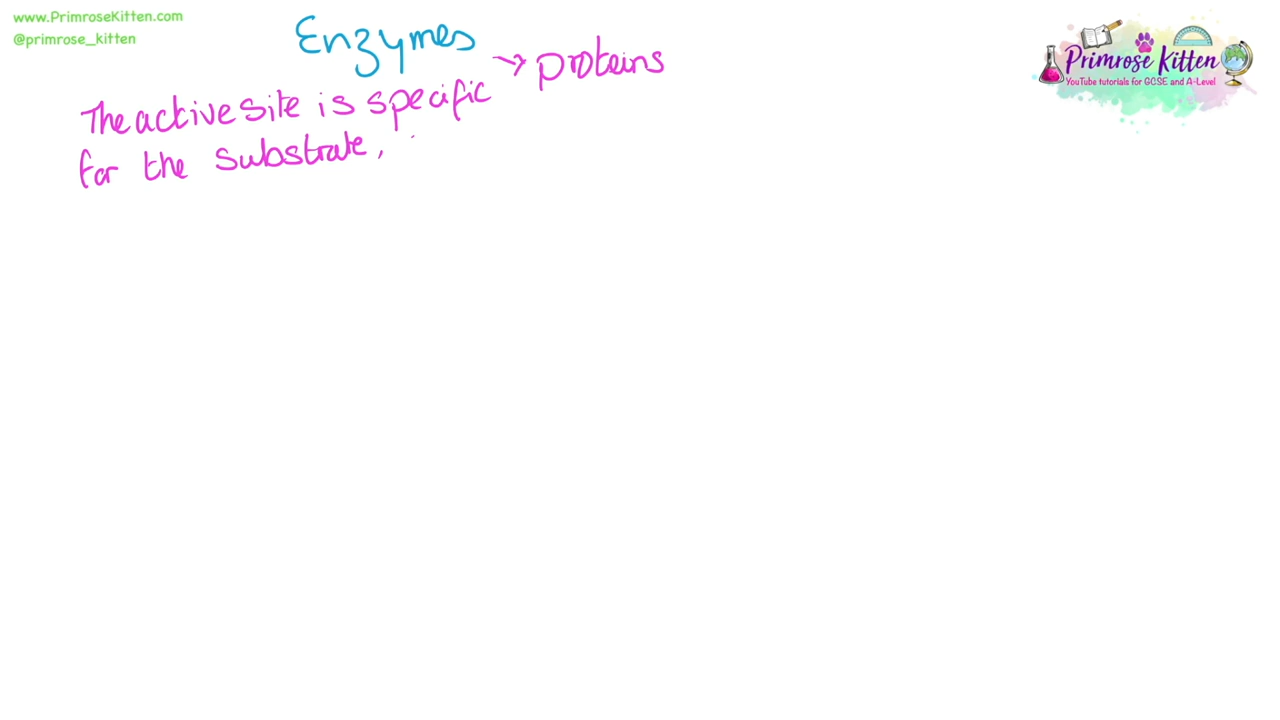 www.PrimroseKitten.com
@primrose_kitten
Enzymes → proteins
The active site is specific
for the substrate,
Primrose Kitten
YouTube tutorials for GCSE and A-Level